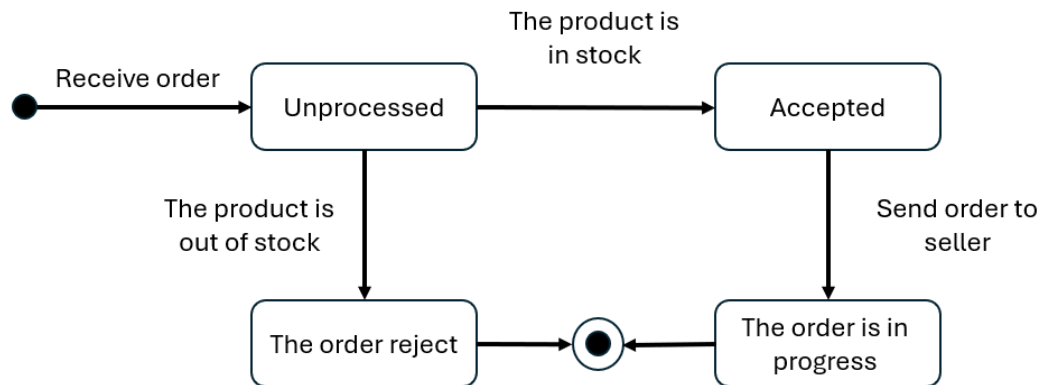 The product is
in stock
Receive order
Unprocessed
Accepted
The product is
out of stock
Send order to
seller
The order reject
The order is in
progress